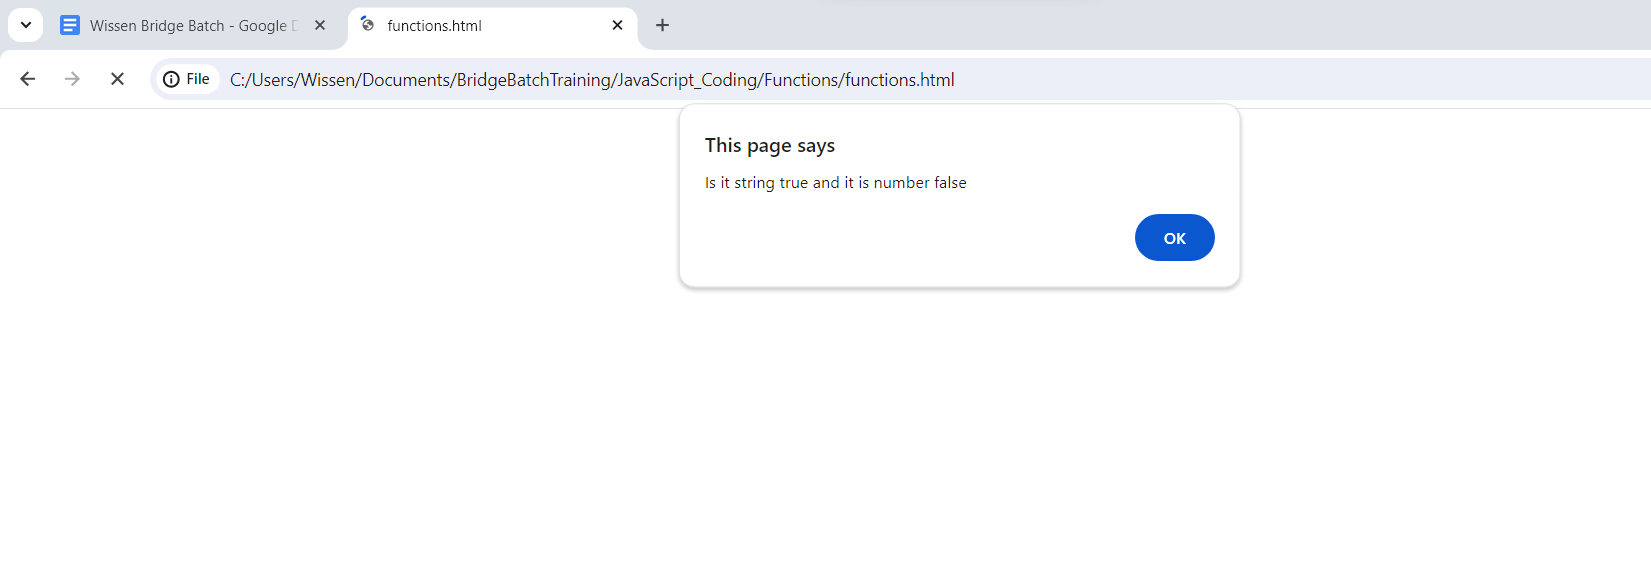 Wissen Bridge Batch - Google D
functions.html
File
C:/Users/Wissen/Documents/BridgeBatchTraining/JavaScript_Coding/Functions/functions.html
This page says
Is it string true and it is number false
OK